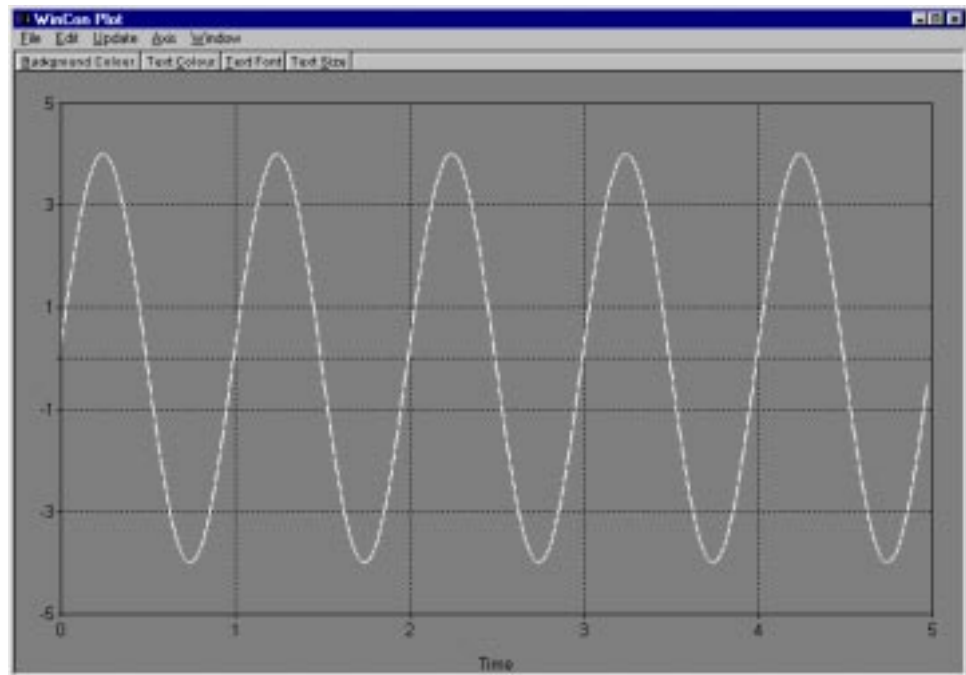 WinCon Plot
File Edit Update Axis Window
Background Colour Text Colour Text Font Text Size
5
3
1
-1
-3
-5
0 1 2 3 4 5
Time